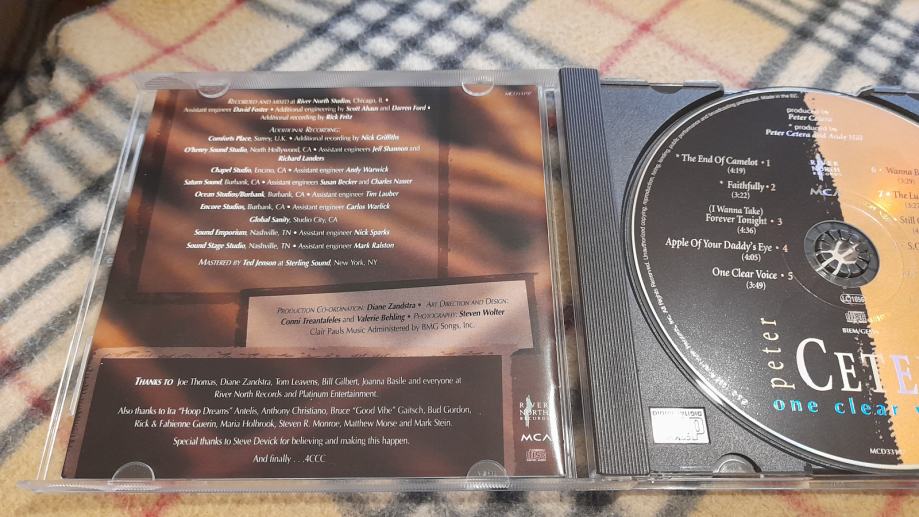 MCD33197
RECORDED AND MIXED at River North Studios, Chicago, IL •
Assistant engineer David Foster • Additional engineering by Scott Ahaus and Darren Ford •
Additional recording by Rick Fritz
ADDITIONAL RECORDING:
Comforts Place, Surrey, U.K. • Additional recording by Nick Griffiths
O'henry Sound Studio, North Hollywood, CA • Assistant engineers Jeff Shannon and
Richard Landers
Chapel Studio, Encino, CA • Assistant engineer Andy Warwick
Saturn Sound, Burbank, CA • Assistant engineers Susan Becker and Charles Nasser
Ocean Studios/Burbank, Burbank, CA • Assistant engineer Tim Lauber
Encore Studios, Burbank, CA • Assistant engineer Carlos Warlick
Global Sanity, Studio City, CA
Sound Emporium, Nashville, TN • Assistant engineer Nick Sparks
Sound Stage Studio, Nashville, TN • Assistant engineer Mark Ralston
MASTERED BY Ted Jenson at Sterling Sound, New York, NY
PRODUCTION CO-ORDINATION: Diane Zandstra • ART DIRECTION AND DESIGN:
Conni Treantafeles and Valerie Behling • PHOTOGRAPHY: Steven Wolter
Clair Pauls Music Administered by BMG Songs, Inc.
THANKS TO Joe Thomas, Diane Zandstra, Tom Leavens, Bill Gilbert, Joanna Basile and everyone at
River North Records and Platinum Entertainment.
Also thanks to Ira "Hoop Dreams" Antelis, Anthony Christiano, Bruce "Good Vibe" Gaitsch, Bud Gordon,
Rick & Fabienne Guerin, Maria Holbrook, Steven R. Monroe, Matthew Morse and Mark Stein.
Special thanks to Steve Devick for believing and making this happen.
And finally . . .4CCC
RIVER
NORTH
RECORDS
MCA
produced by
Peter Cetera
* produced by
Peter Cetera and Andy Hill
* The End Of Camelot • 1
(4:19)
* Faithfully • 2
(3:22)
(I Wanna Take)
Forever Tonight • 3
(4:36)
Apple Of Your Daddy's Eye • 4
(4:05)
One Clear Voice • 5
(3:49)
RIVER
NORTH
MCA
6 • Wanna
Still
BIEM/GEMA
peter
CETE
one clear